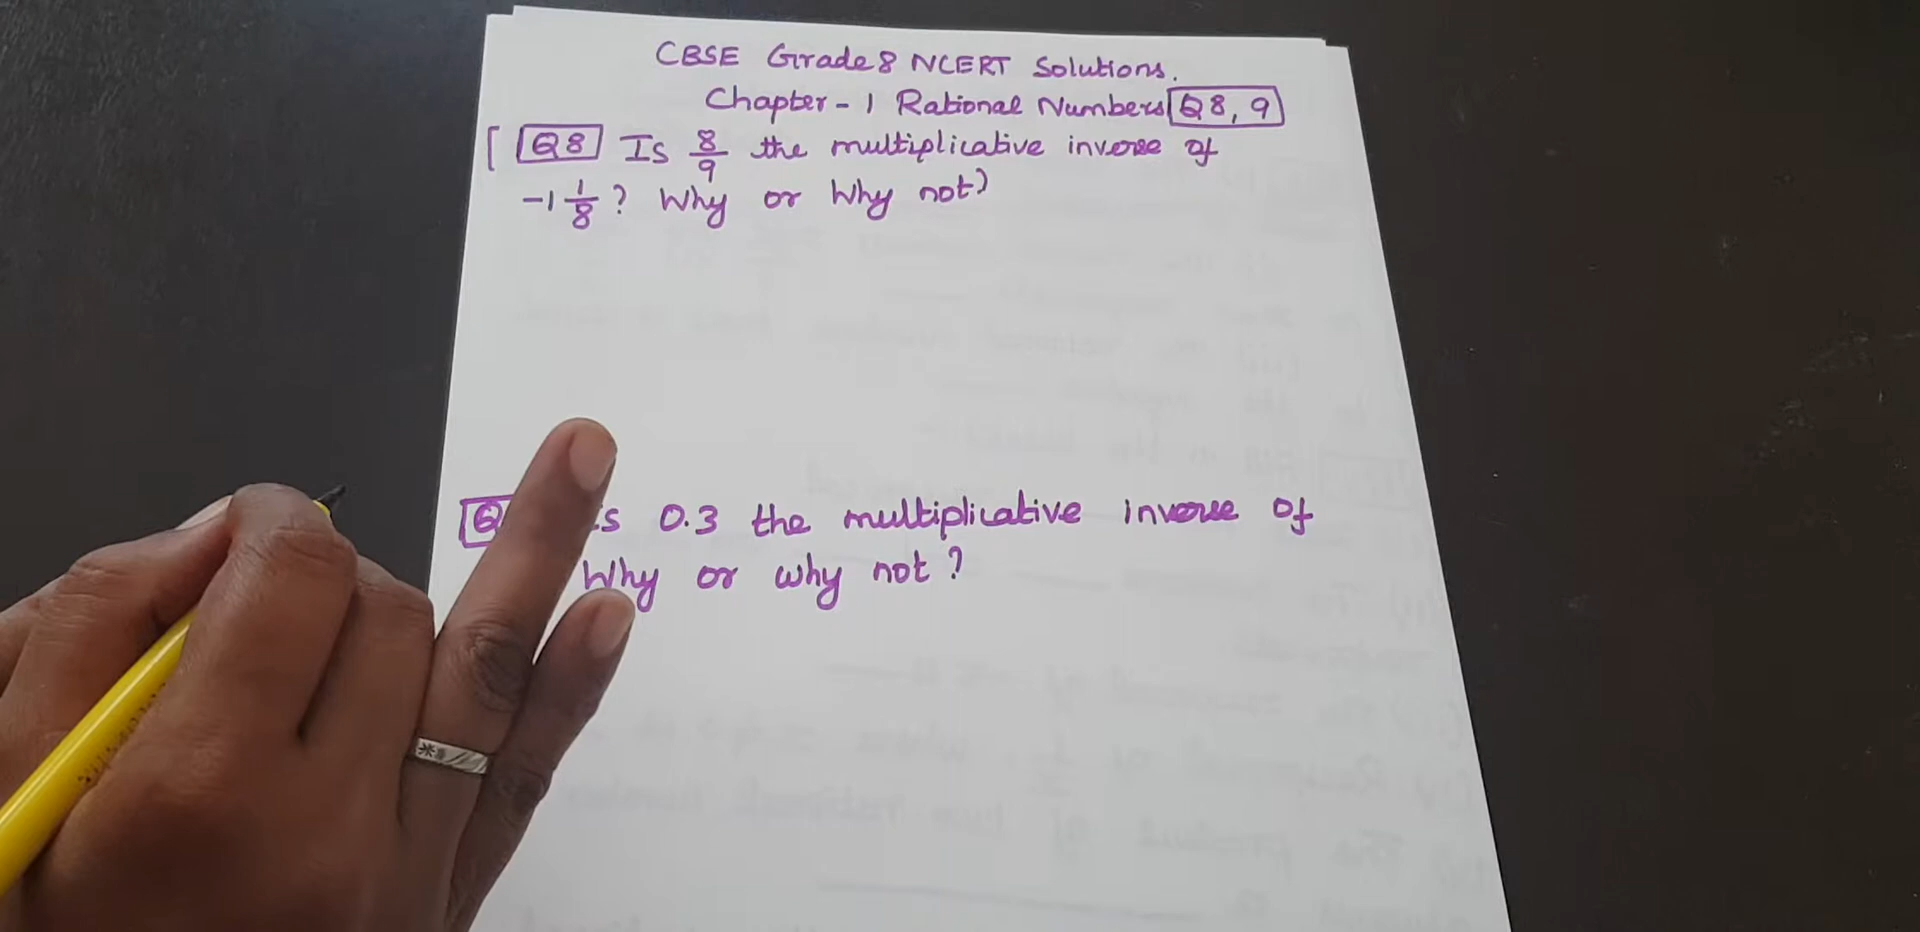 CBSE Grade 8 NCERT Solutions.
Chapter - 1 Rational Numbers Q8, 9
[ Q8 Is 8/9 the multiplicative inverse of
-1 1/8 ? Why or Why not?
Q is 0.3 the multiplicative inverse of
Why or why not?